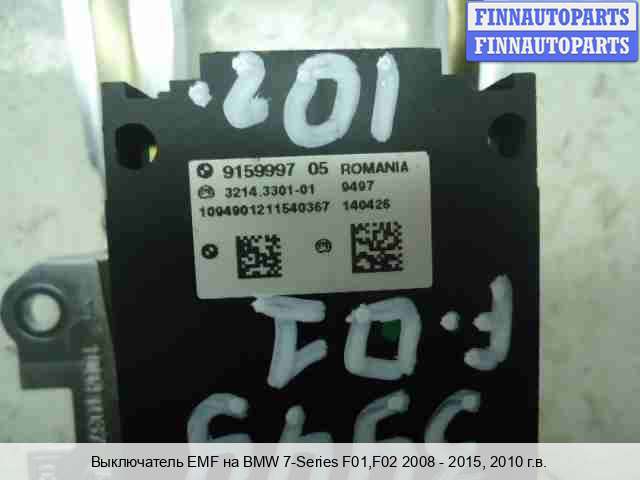 FINNAUTOPARTS
FINNAUTOPARTS
.201
9159997 05 ROMANIA
3214.3301-01 9497
1094901211540367 140426
F.01
Выключатель EMF на BMW 7-Series F01,F02 2008 - 2015, 2010 г.в.